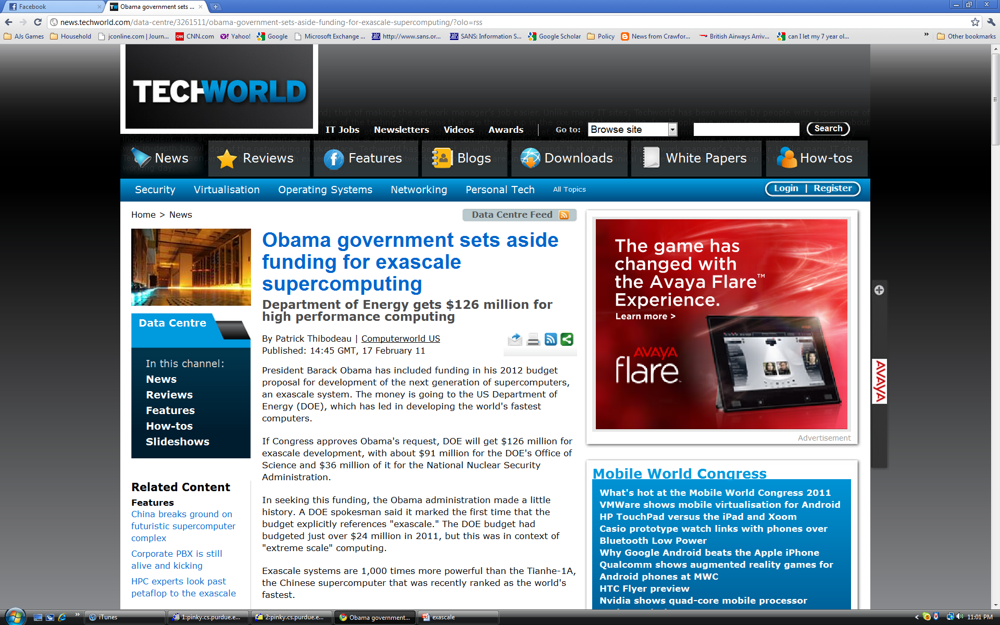 Facebook
Obama government sets ...
news.techworld.com/data-centre/3261511/obama-government-sets-aside-funding-for-exascale-supercomputing/?olo=rss
AJs Games Household jconline.com | Journ... CNN.com Yahoo! Google Microsoft Exchange ... http://www.sans.or... SANS: Information S... Google Scholar Policy News from Crawfor... British Airways Arriv... can I let my 7 year ol... » Other bookmarks
TECHWORLD
IT Jobs Newsletters Videos Awards Go to: Browse site Search
News Reviews Features Blogs Downloads White Papers How-tos
Security Virtualisation Operating Systems Networking Personal Tech All Topics Login | Register
Home > News
Data Centre Feed
Obama government sets aside
funding for exascale
supercomputing
Department of Energy gets $126 million for
high performance computing
By Patrick Thibodeau | Computerworld US
Published: 14:45 GMT, 17 February 11
President Barack Obama has included funding in his 2012 budget
proposal for development of the next generation of supercomputers,
an exascale system. The money is going to the US Department of
Energy (DOE), which has led in developing the world's fastest
computers.
If Congress approves Obama's request, DOE will get $126 million for
exascale development, with about $91 million for the DOE's Office of
Science and $36 million of it for the National Nuclear Security
Administration.
In seeking this funding, the Obama administration made a little
history. A DOE spokesman said it marked the first time that the
budget explicitly references "exascale." The DOE budget had
budgeted just over $24 million in 2011, but this was in context of
"extreme scale" computing.
Exascale systems are 1,000 times more powerful than the Tianhe-1A,
the Chinese supercomputer that was recently ranked as the world's
fastest.
Data Centre
In this channel:
News
Reviews
Features
How-tos
Slideshows
Related Content
Features
China breaks ground on
futuristic supercomputer
complex
Corporate PBX is still
alive and kicking
HPC experts look past
petaflop to the exascale
The game has
changed with
the Avaya Flare™
Experience.
Learn more >
AVAYA
flare™
Advertisement
AVAYA
Mobile World Congress
What's hot at the Mobile World Congress 2011
VMWare shows mobile virtualisation for Android
HP TouchPad versus the iPad and Xoom
Casio prototype watch links with phones over
Bluetooth Low Power
Why Google Android beats the Apple iPhone
Qualcomm shows augmented reality games for
Android phones at MWC
HTC Flyer preview
Nvidia shows quad-core mobile processor
» iTunes 1:pinky.cs.purdue.e... 2:pinky.cs.purdue.e... Obama government... exascale 11:01 PM